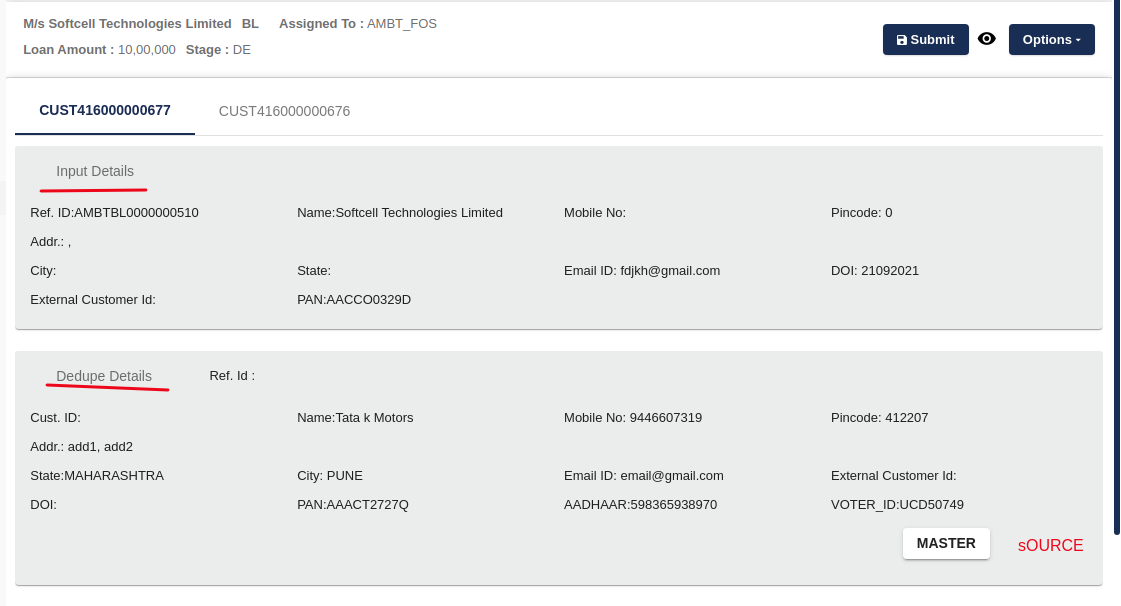 M/s Softcell Technologies Limited BL Assigned To : AMBT_FOS
Loan Amount : 10,00,000 Stage : DE
Submit Options
CUST416000000677 CUST416000000676
Input Details
Ref. ID:AMBTBL0000000510 Name:Softcell Technologies Limited Mobile No: Pincode: 0
Addr.: ,
City: State: Email ID: fdjkh@gmail.com DOI: 21092021
External Customer Id: PAN:AACCO0329D
Dedupe Details Ref. Id :
Cust. ID: Name:Tata k Motors Mobile No: 9446607319 Pincode: 412207
Addr.: add1, add2
State:MAHARASHTRA City: PUNE Email ID: email@gmail.com External Customer Id:
DOI: PAN:AAACT2727Q AADHAAR:598365938970 VOTER_ID:UCD50749
MASTER sOURCE